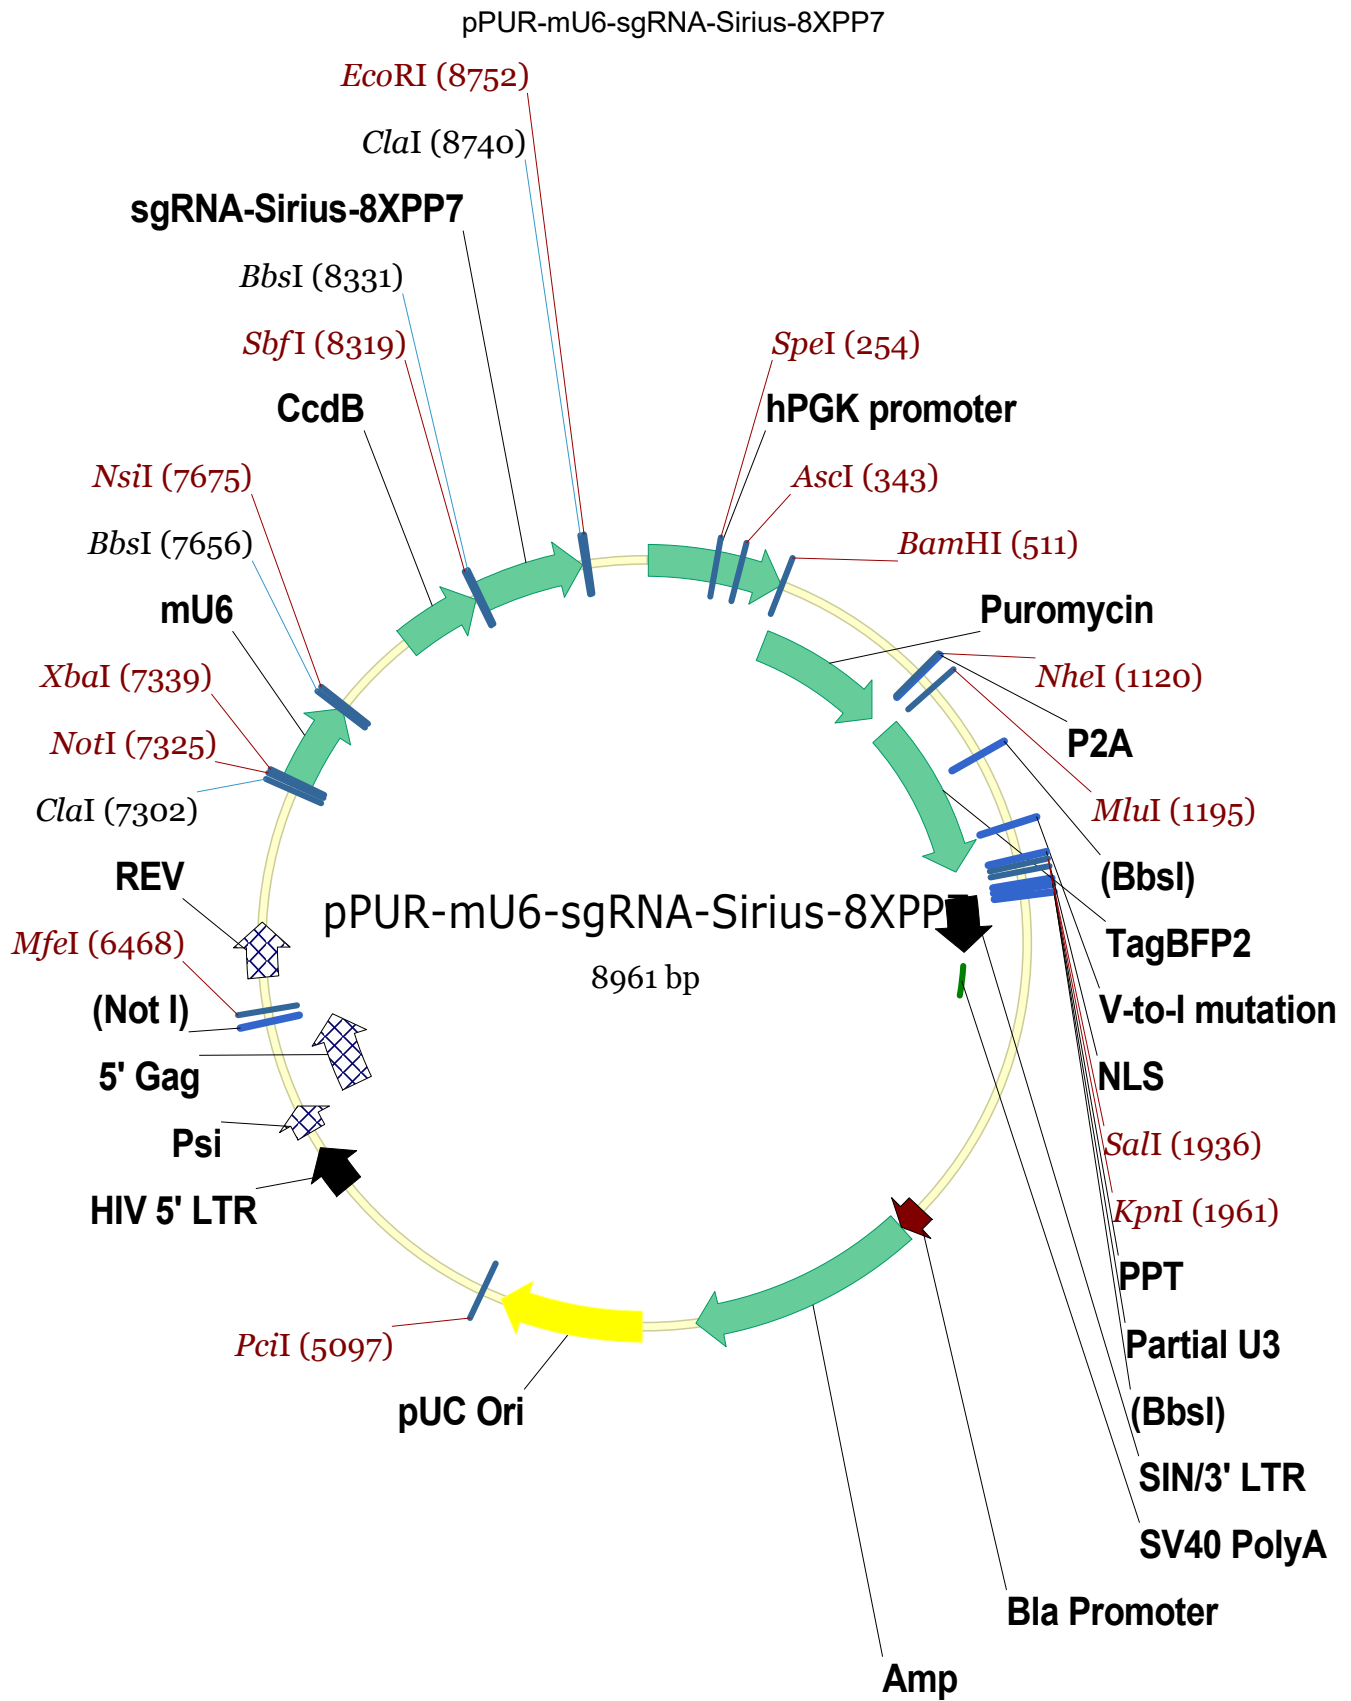 pPUR-mU6-sgRNA-Sirius-8XPP7
EcoRI (8752)
ClaI (8740)
sgRNA-Sirius-8XPP7
BbsI (8331)
SbfI (8319)
SpeI (254)
CcdB
hPGK promoter
NsiI (7675)
AscI (343)
BbsI (7656)
BamHI (511)
mU6
Puromycin
XbaI (7339)
NheI (1120)
NotI (7325)
P2A
ClaI (7302)
MluI (1195)
REV
(BbsI)
pPUR-mU6-sgRNA-Sirius-8XPP7
MfeI (6468)
TagBFP2
8961 bp
(Not I)
V-to-I mutation
5' Gag
NLS
Psi
SalI (1936)
HIV 5' LTR
KpnI (1961)
PPT
PciI (5097)
Partial U3
pUC Ori
(BbsI)
SIN/3' LTR
SV40 PolyA
Bla Promoter
Amp